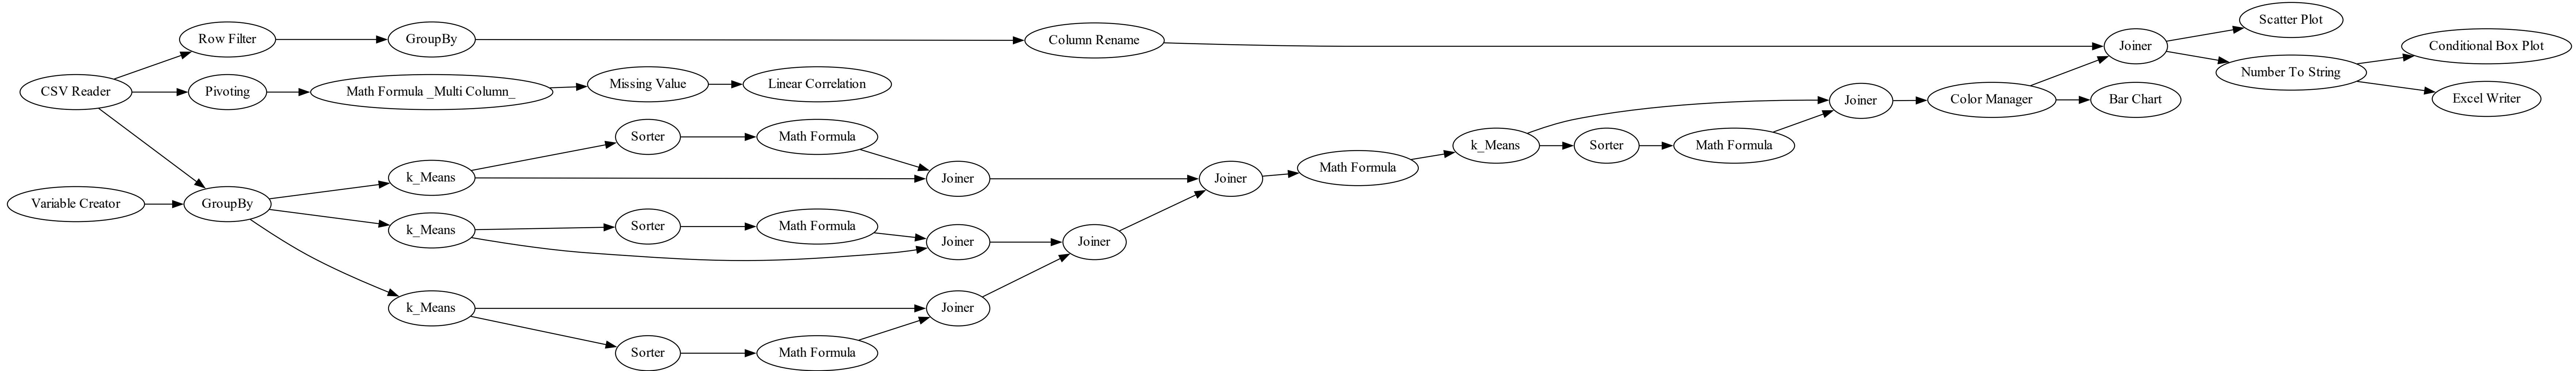 CSV Reader
Row Filter
GroupBy
Column Rename
Joiner
Scatter Plot
Number To String
Conditional Box Plot
Excel Writer
Pivoting
Math Formula _Multi Column_
Missing Value
Linear Correlation
Variable Creator
GroupBy
k_Means
Sorter
Math Formula
Joiner
k_Means
Sorter
Math Formula
Joiner
k_Means
Sorter
Math Formula
Joiner
Joiner
Joiner
Math Formula
k_Means
Sorter
Math Formula
Joiner
Color Manager
Bar Chart